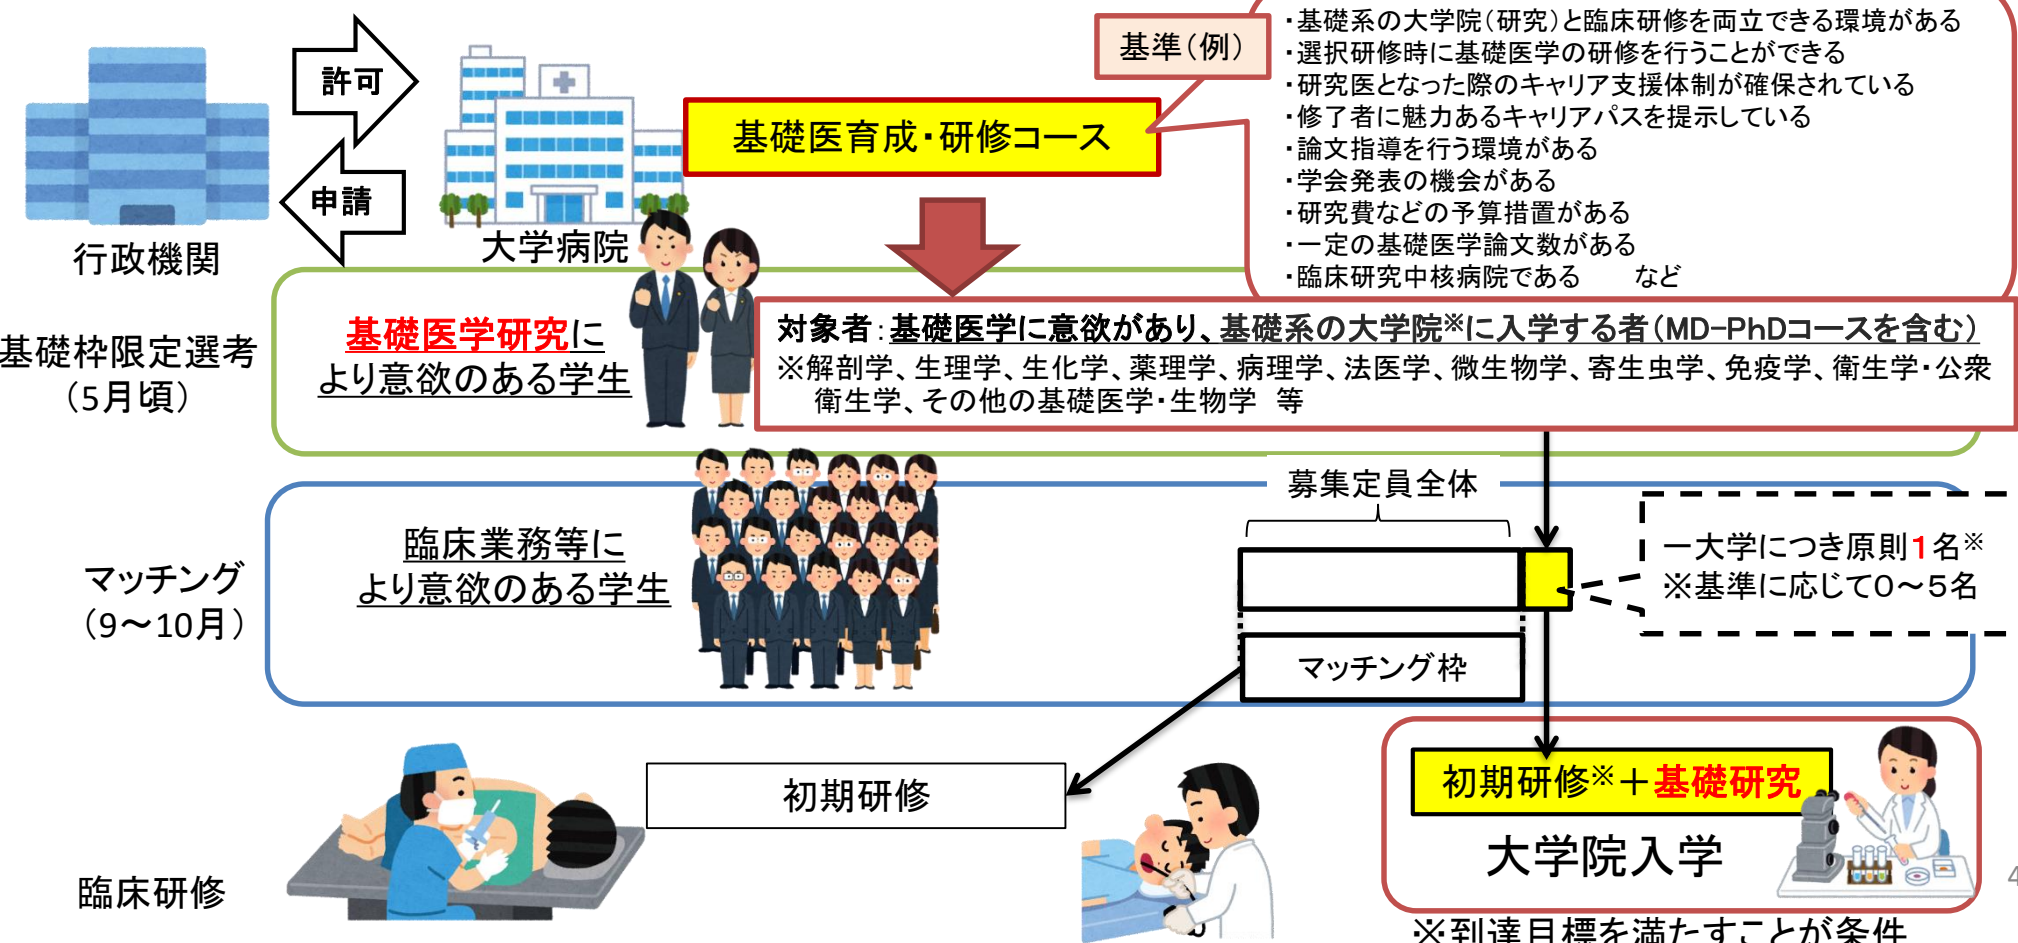 許可
申請
行政機関
大学病院
基礎医育成・研修コース
基準（例）
・基礎系の大学院（研究）と臨床研修を両立できる環境がある
・選択研修時に基礎医学の研修を行うことができる
・研究医となった際のキャリア支援体制が確保されている
・修了者に魅力あるキャリアパスを提示している
・論文指導を行う環境がある
・学会発表の機会がある
・研究費などの予算措置がある
・一定の基礎医学論文数がある
・臨床研究中核病院である　　など
基礎枠限定選考
（5月頃）
基礎医学研究に
より意欲のある学生
対象者：基礎医学に意欲があり、基礎系の大学院※に入学する者（MD-PhDコースを含む）
※解剖学、生理学、生化学、薬理学、病理学、法医学、微生物学、寄生虫学、免疫学、衛生学・公衆
衛生学、その他の基礎医学・生物学　等
マッチング
（9～10月）
臨床業務等に
より意欲のある学生
募集定員全体
一大学につき原則１名※
※基準に応じて０～５名
マッチング枠
臨床研修
初期研修
初期研修※＋基礎研究
大学院入学
※到達目標を満たすことが条件
4